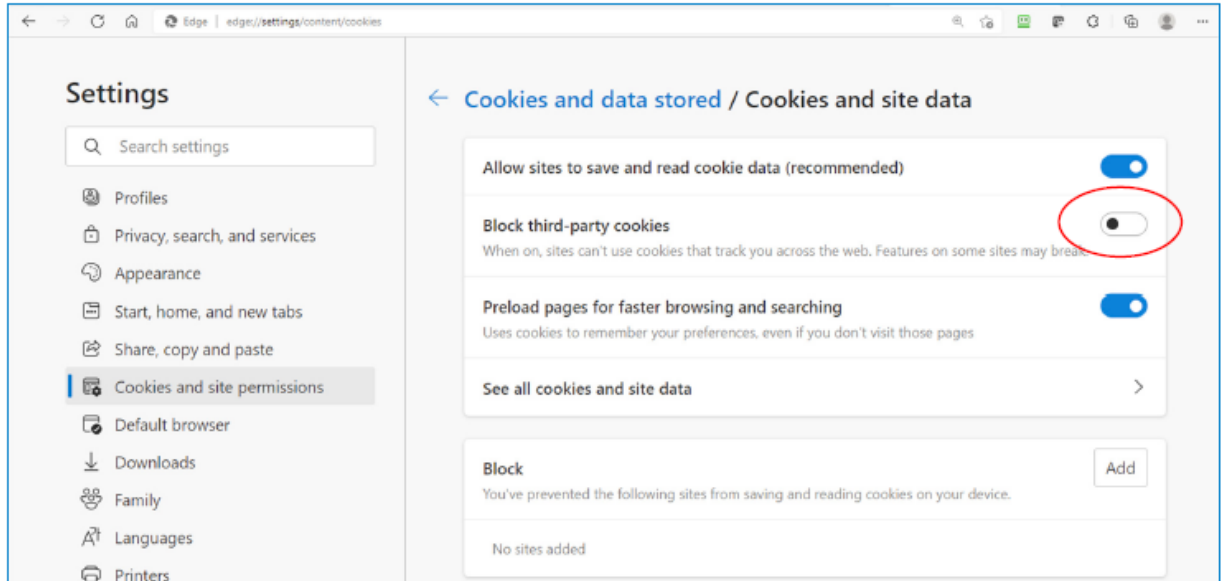 Edge | edge://settings/content/cookies
Settings
Search settings
Profiles
Privacy, search, and services
Appearance
Start, home, and new tabs
Share, copy and paste
Cookies and site permissions
Default browser
Downloads
Family
Languages
Printers
Cookies and data stored / Cookies and site data
Allow sites to save and read cookie data (recommended)
Block third-party cookies
When on, sites can't use cookies that track you across the web. Features on some sites may break.
Preload pages for faster browsing and searching
Uses cookies to remember your preferences, even if you don't visit those pages
See all cookies and site data
Block
Add
You've prevented the following sites from saving and reading cookies on your device.
No sites added